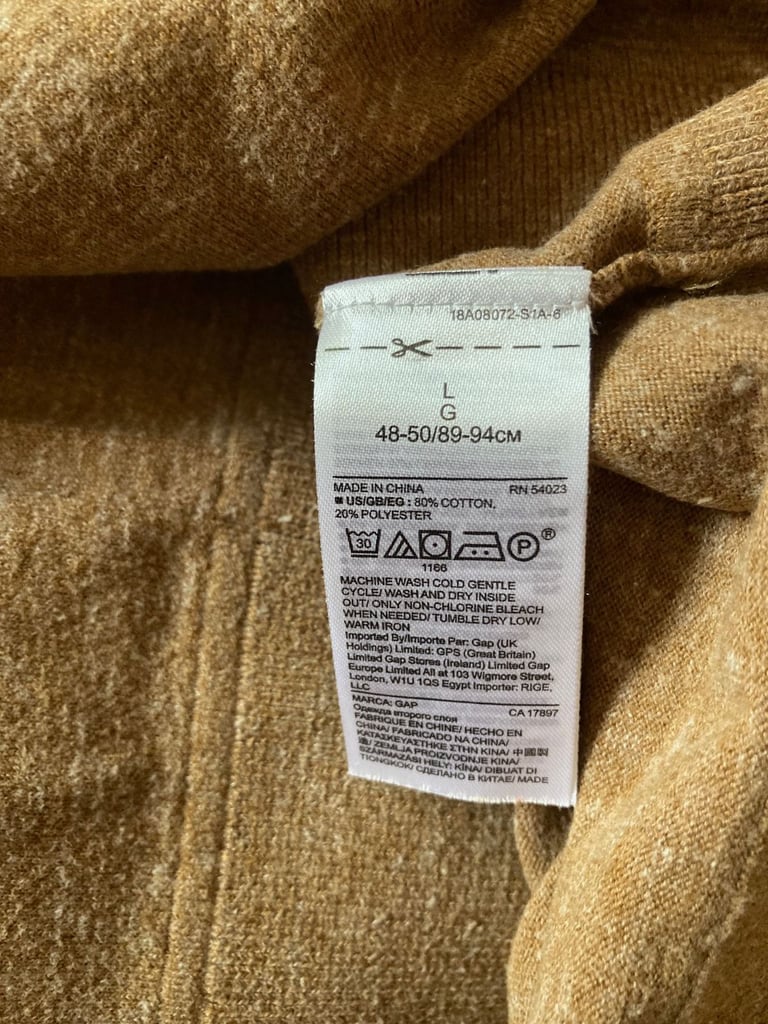 18A08072-S1A-6
L
G
48-50/89-94см
MADE IN CHINA RN 54023
US/GB/EG : 80% COTTON,
20% POLYESTER
30 P ®
1166
MACHINE WASH COLD GENTLE
CYCLE/ WASH AND DRY INSIDE
OUT/ ONLY NON-CHLORINE BLEACH
WHEN NEEDED/ TUMBLE DRY LOW/
WARM IRON
Imported By/Importe Par: Gap (UK
Holdings) Limited: GPS (Great Britain)
Limited Gap Stores (Ireland) Limited Gap
Europe Limited All at 103 Wigmore Street,
London, W1U 1QS Egypt Importer: RIGE,
LLC
MARCA: GAP CA 17897
Одежда второго слоя
FABRIQUE EN CHINE/ HECHO EN
CHINA/ FABRICADO NA CHINA/
ΚΑΤΑΣΚΕΥΑΣΤΗΚΕ ΣΤΗΝ ΚΙΝΑ/ 中國製
造/ ZEMLJA PROIZVODNJE KINA/
SZÁRMAZÁSI HELY: KÍNA/ DIBUAT DI
TIONGKOK/ СДЕЛАНО В КИТАЕ/ MADE